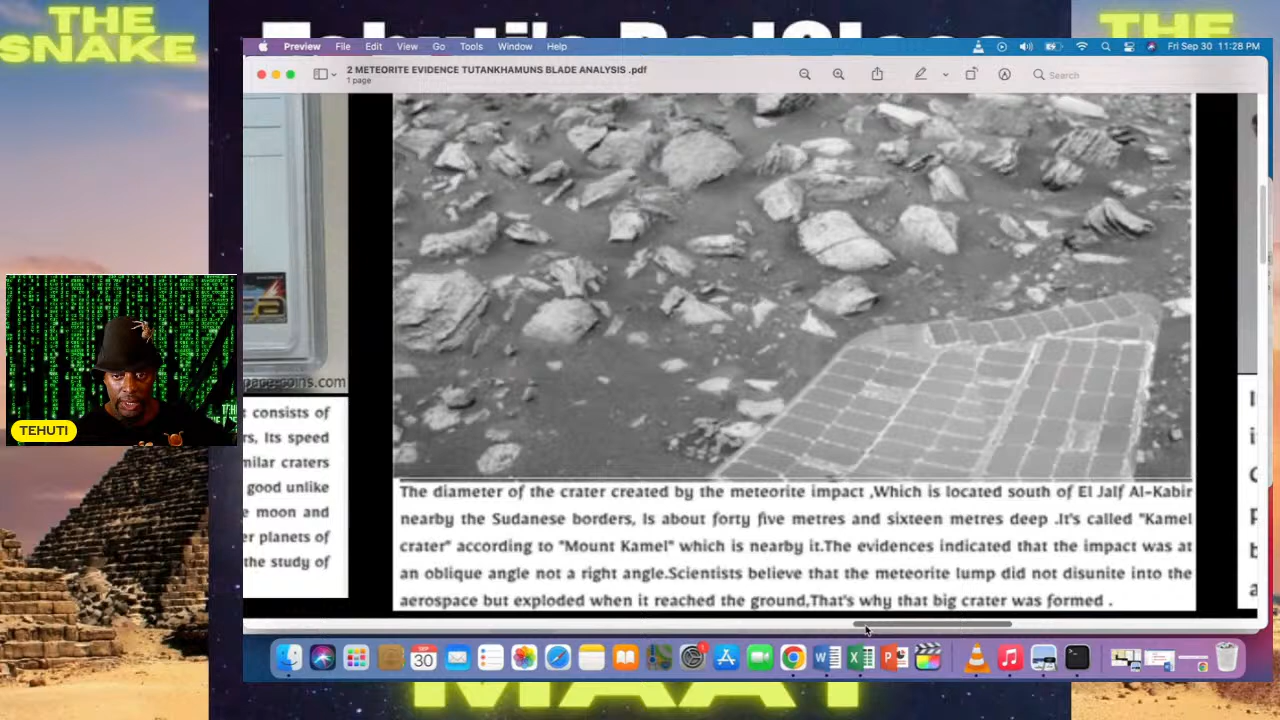 THE
SNAKE
THE
Preview File Edit View Go Tools Window Help
Fri Sep 30 11:28 PM
2 METEORITE EVIDENCE TUTANKHAMUNS BLADE ANALYSIS .pdf
1 page
Search
TEHUTI
pace-coins.com
t consists of
rs, Its speed
milar craters
good unlike
e moon and
er planets of
the study of
The diameter of the crater created by the meteorite impact ,Which is located south of El Jalf Al-Kabir
nearby the Sudanese borders, Is about forty five metres and sixteen metres deep .It's called "Kamel
crater" according to "Mount Kamel" which is nearby it.The evidences indicated that the impact was at
an oblique angle not a right angle.Scientists believe that the meteorite lump did not disunite into the
aerospace but exploded when it reached the ground,That's why that big crater was formed .
SEP
30
MAAT